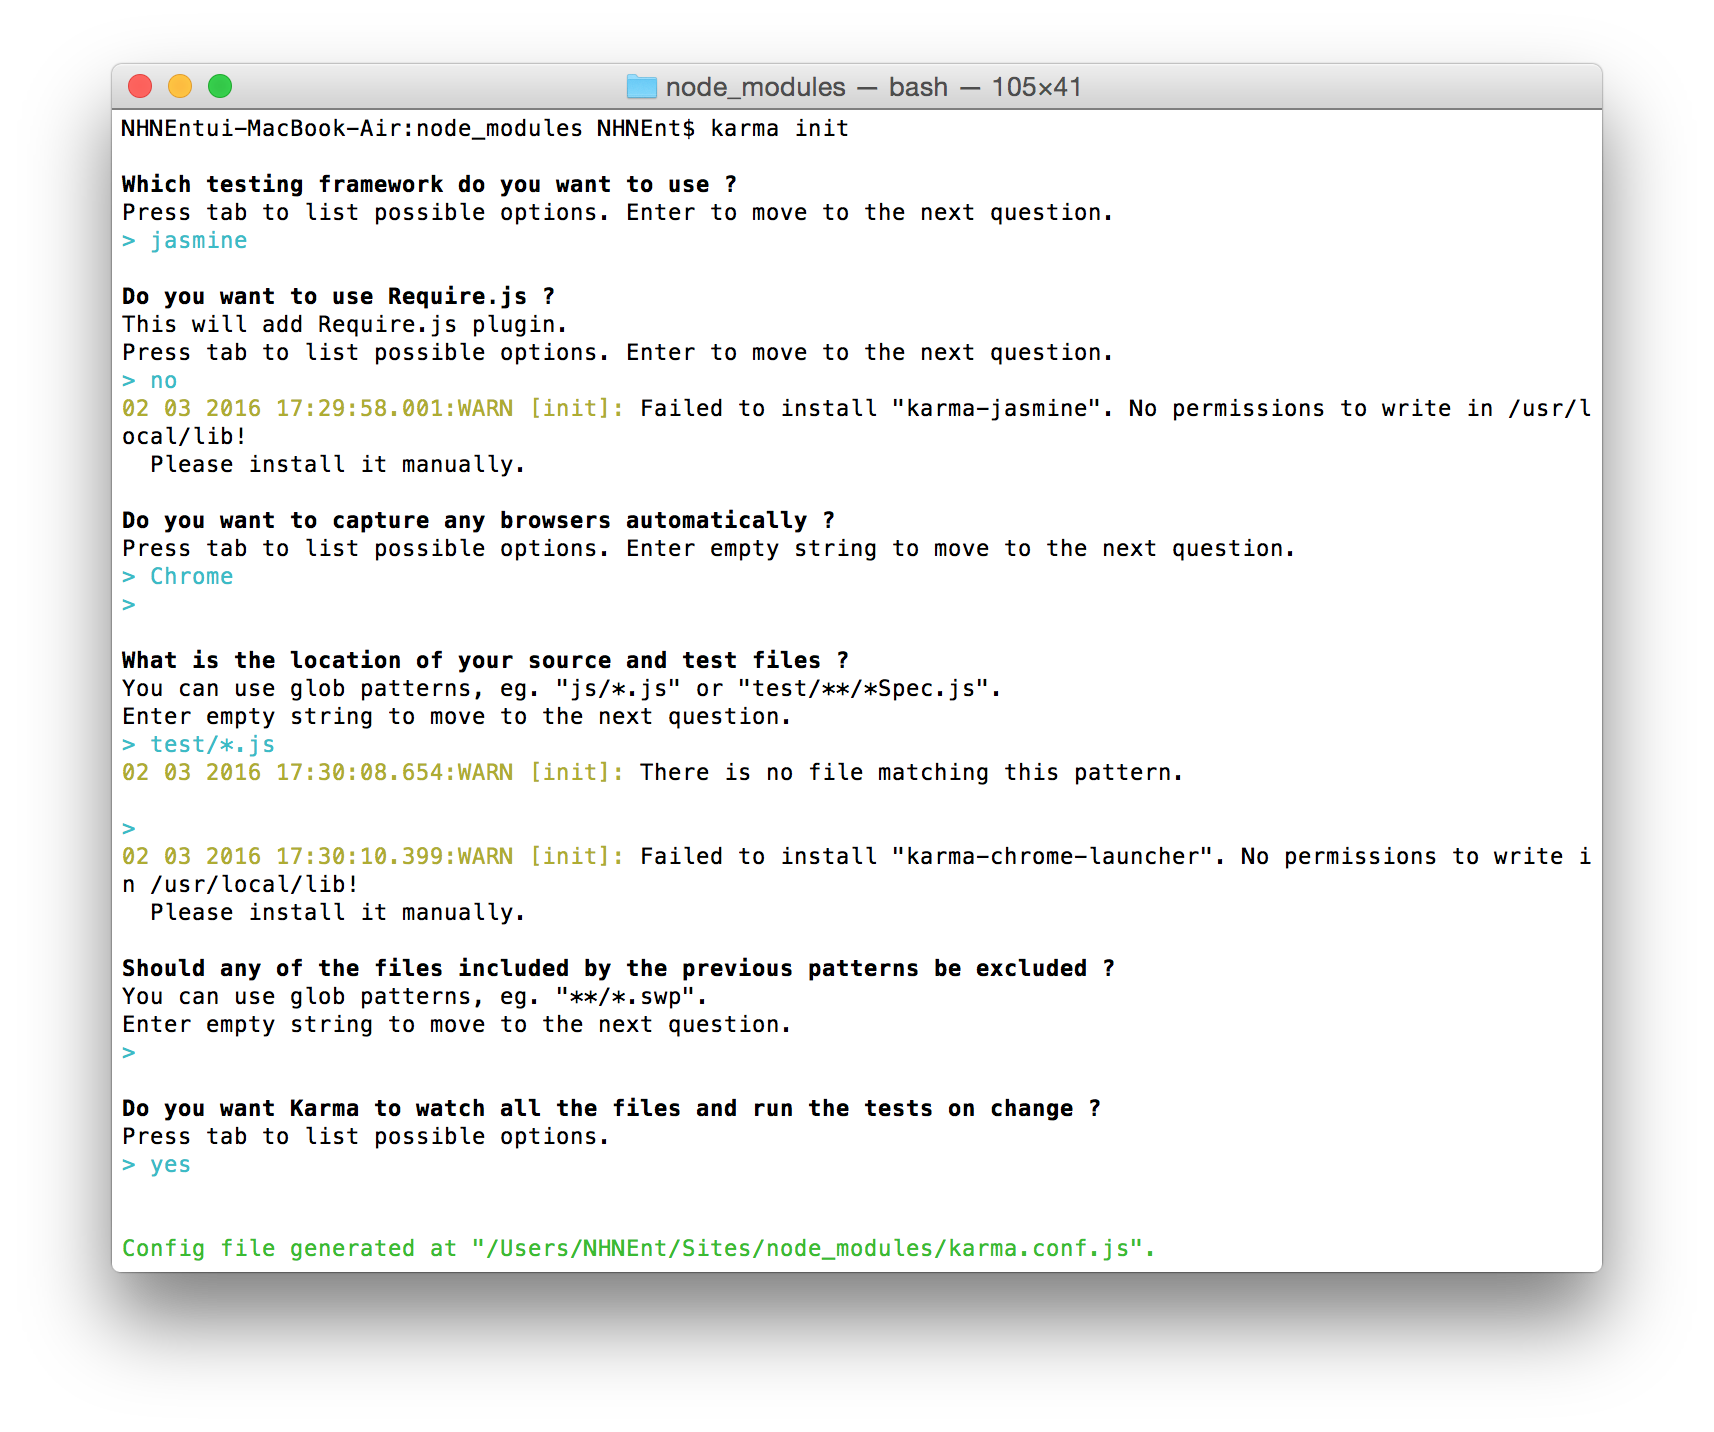 node_modules — bash — 105×41
NHNEntui-MacBook-Air:node_modules NHNEnt$ karma init
Which testing framework do you want to use ?
Press tab to list possible options. Enter to move to the next question.
> jasmine
Do you want to use Require.js ?
This will add Require.js plugin.
Press tab to list possible options. Enter to move to the next question.
> no
02 03 2016 17:29:58.001:WARN [init]: Failed to install "karma-jasmine". No permissions to write in /usr/l
ocal/lib!
  Please install it manually.
Do you want to capture any browsers automatically ?
Press tab to list possible options. Enter empty string to move to the next question.
> Chrome
>
What is the location of your source and test files ?
You can use glob patterns, eg. "js/*.js" or "test/**/*Spec.js".
Enter empty string to move to the next question.
> test/*.js
02 03 2016 17:30:08.654:WARN [init]: There is no file matching this pattern.
>
02 03 2016 17:30:10.399:WARN [init]: Failed to install "karma-chrome-launcher". No permissions to write i
n /usr/local/lib!
  Please install it manually.
Should any of the files included by the previous patterns be excluded ?
You can use glob patterns, eg. "**/*.swp".
Enter empty string to move to the next question.
>
Do you want Karma to watch all the files and run the tests on change ?
Press tab to list possible options.
> yes
Config file generated at "/Users/NHNEnt/Sites/node_modules/karma.conf.js".